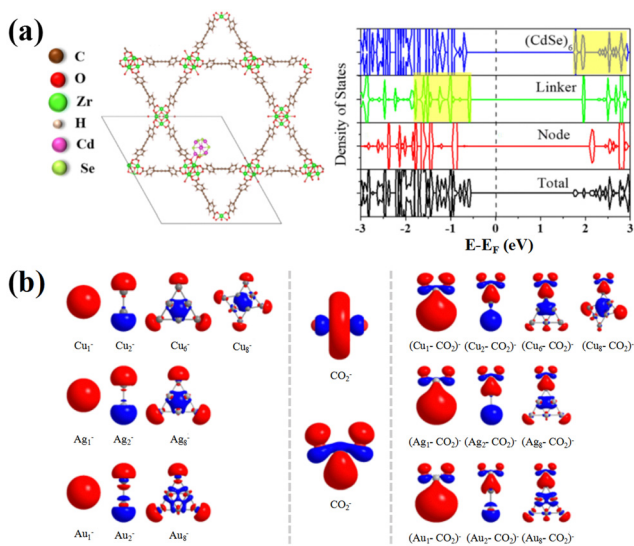 (a)
C
O
Zr
H
Cd
Se
Density of States
(CdSe)6
Linker
Node
Total
-3 -2 -1 0 1 2 3
E-EF (eV)
(b)
Cu1- Cu2- Cu6- Cu8-
CO2-
(Cu1- CO2)- (Cu2- CO2)- (Cu6- CO2)- (Cu8- CO2)-
Ag1- Ag2- Ag8-
CO2-
(Ag1- CO2)- (Ag2- CO2)- (Ag8- CO2)-
Au1- Au2- Au8-
(Au1- CO2)- (Au2- CO2)- (Au8- CO2)-